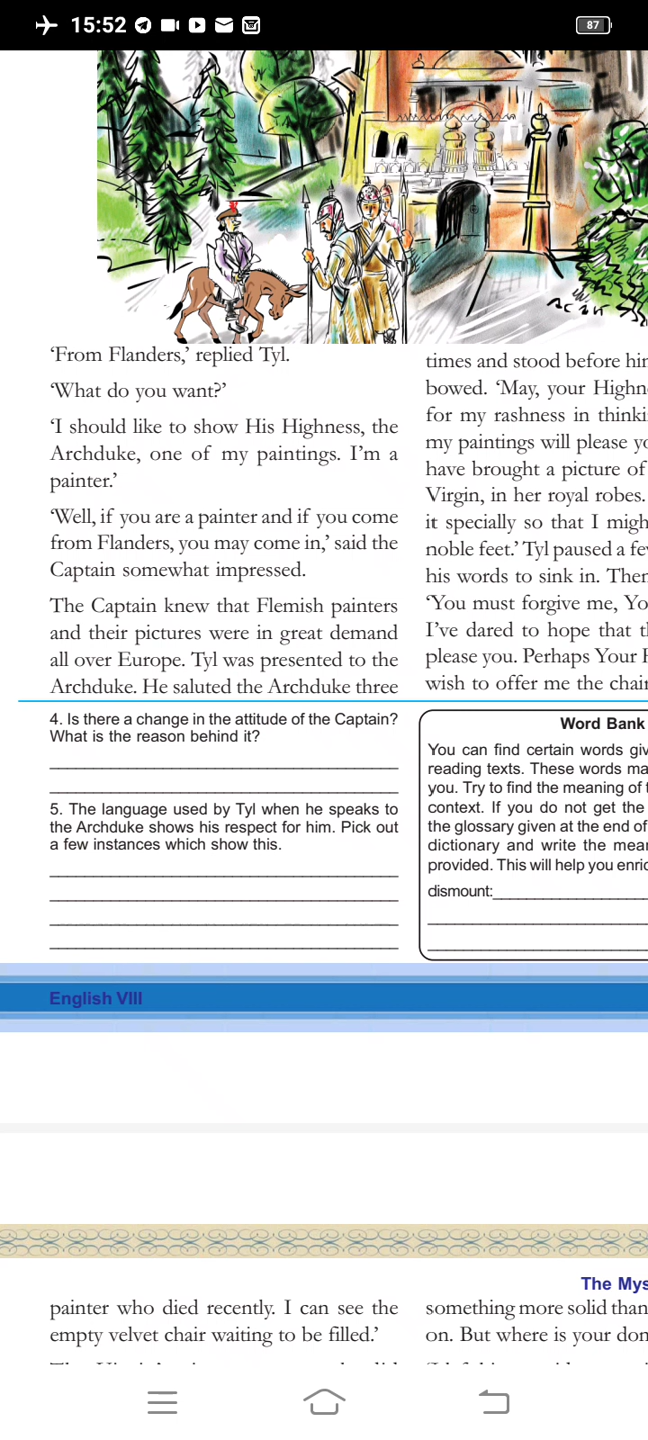 15:52
87
‘From Flanders,’ replied Tyl.
‘What do you want?’
‘I should like to show His Highness, the
Archduke, one of my paintings. I’m a
painter.’
‘Well, if you are a painter and if you come
from Flanders, you may come in,’ said the
Captain somewhat impressed.
The Captain knew that Flemish painters
and their pictures were in great demand
all over Europe. Tyl was presented to the
Archduke. He saluted the Archduke three
times and stood before hi
bowed. ‘May, your Highn
for my rashness in thinki
my paintings will please yo
have brought a picture of
Virgin, in her royal robes.
it specially so that I migh
noble feet.’ Tyl paused a fe
his words to sink in. Then
‘You must forgive me, Yo
I’ve dared to hope that t
please you. Perhaps Your
wish to offer me the chair
4. Is there a change in the attitude of the Captain?
What is the reason behind it?
5. The language used by Tyl when he speaks to
the Archduke shows his respect for him. Pick out
a few instances which show this.
Word Bank
You can find certain words giv
reading texts. These words ma
you. Try to find the meaning of
context. If you do not get the
the glossary given at the end of
dictionary and write the mea
provided. This will help you enri
dismount:
English VIII
The Mys
painter who died recently. I can see the
empty velvet chair waiting to be filled.’
something more solid than
on. But where is your don